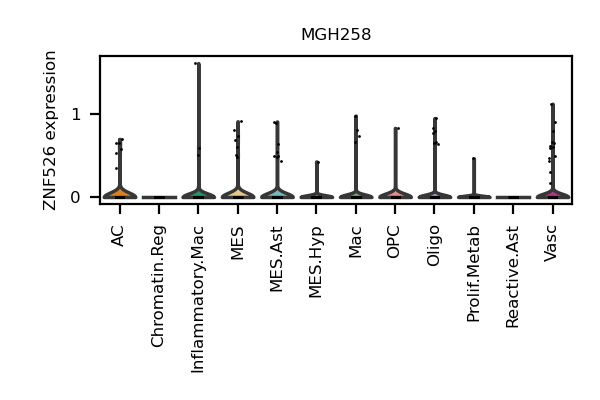 MGH258
ZNF526 expression
1
0
AC
Chromatin.Reg
Inflammatory.Mac
MES
MES.Ast
MES.Hyp
Mac
OPC
Oligo
Prolif.Metab
Reactive.Ast
Vasc